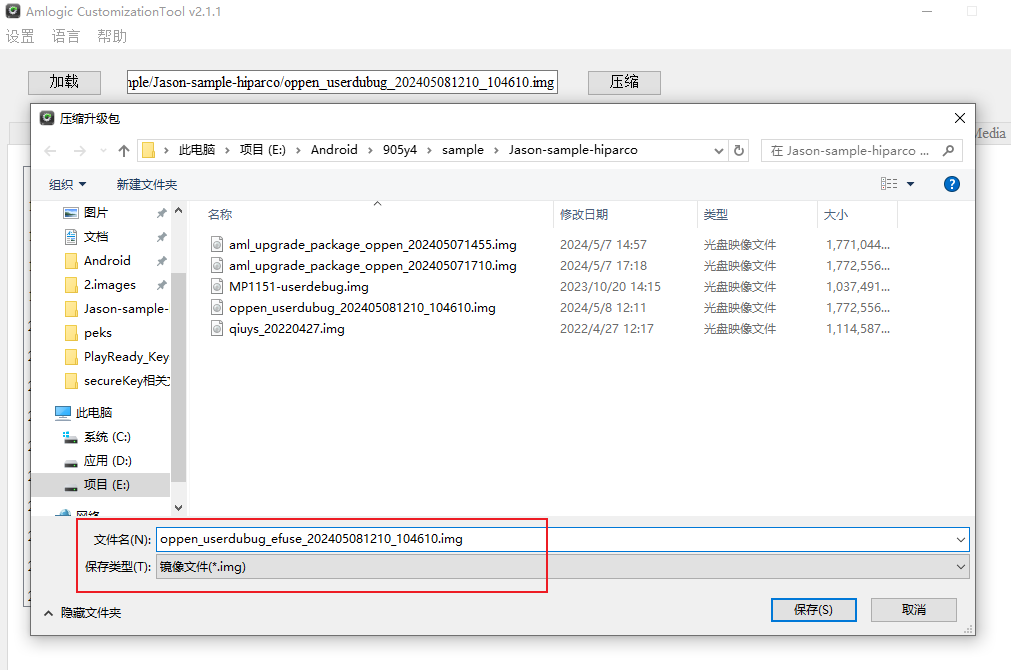 Amlogic CustomizationTool v2.1.1
设置 语言 帮助
加载 nple/Jason-sample-hiparco/oppen_userdubug_202405081210_104610.img 压缩
压缩升级包
Media
此电脑 > 项目 (E:) > Android > 905y4 > sample > Jason-sample-hiparco 在 Jason-sample-hiparco ...
组织 新建文件夹
图片
文档
Android
2.images
Jason-sample-
peks
PlayReady_Key
secureKey相关
此电脑
系统 (C:)
应用 (D:)
项目 (E:)
网络
名称 修改日期 类型 大小
aml_upgrade_package_oppen_202405071455.img 2024/5/7 14:57 光盘映像文件 1,771,044...
aml_upgrade_package_oppen_202405071710.img 2024/5/7 17:18 光盘映像文件 1,772,556...
MP1151-userdebug.img 2023/10/20 14:15 光盘映像文件 1,037,491...
oppen_userdubug_202405081210_104610.img 2024/5/8 12:11 光盘映像文件 1,772,556...
qiuys_20220427.img 2022/4/27 12:17 光盘映像文件 1,114,587...
文件名(N): oppen_userdubug_efuse_202405081210_104610.img
保存类型(T): 镜像文件(*.img)
隐藏文件夹 保存(S) 取消